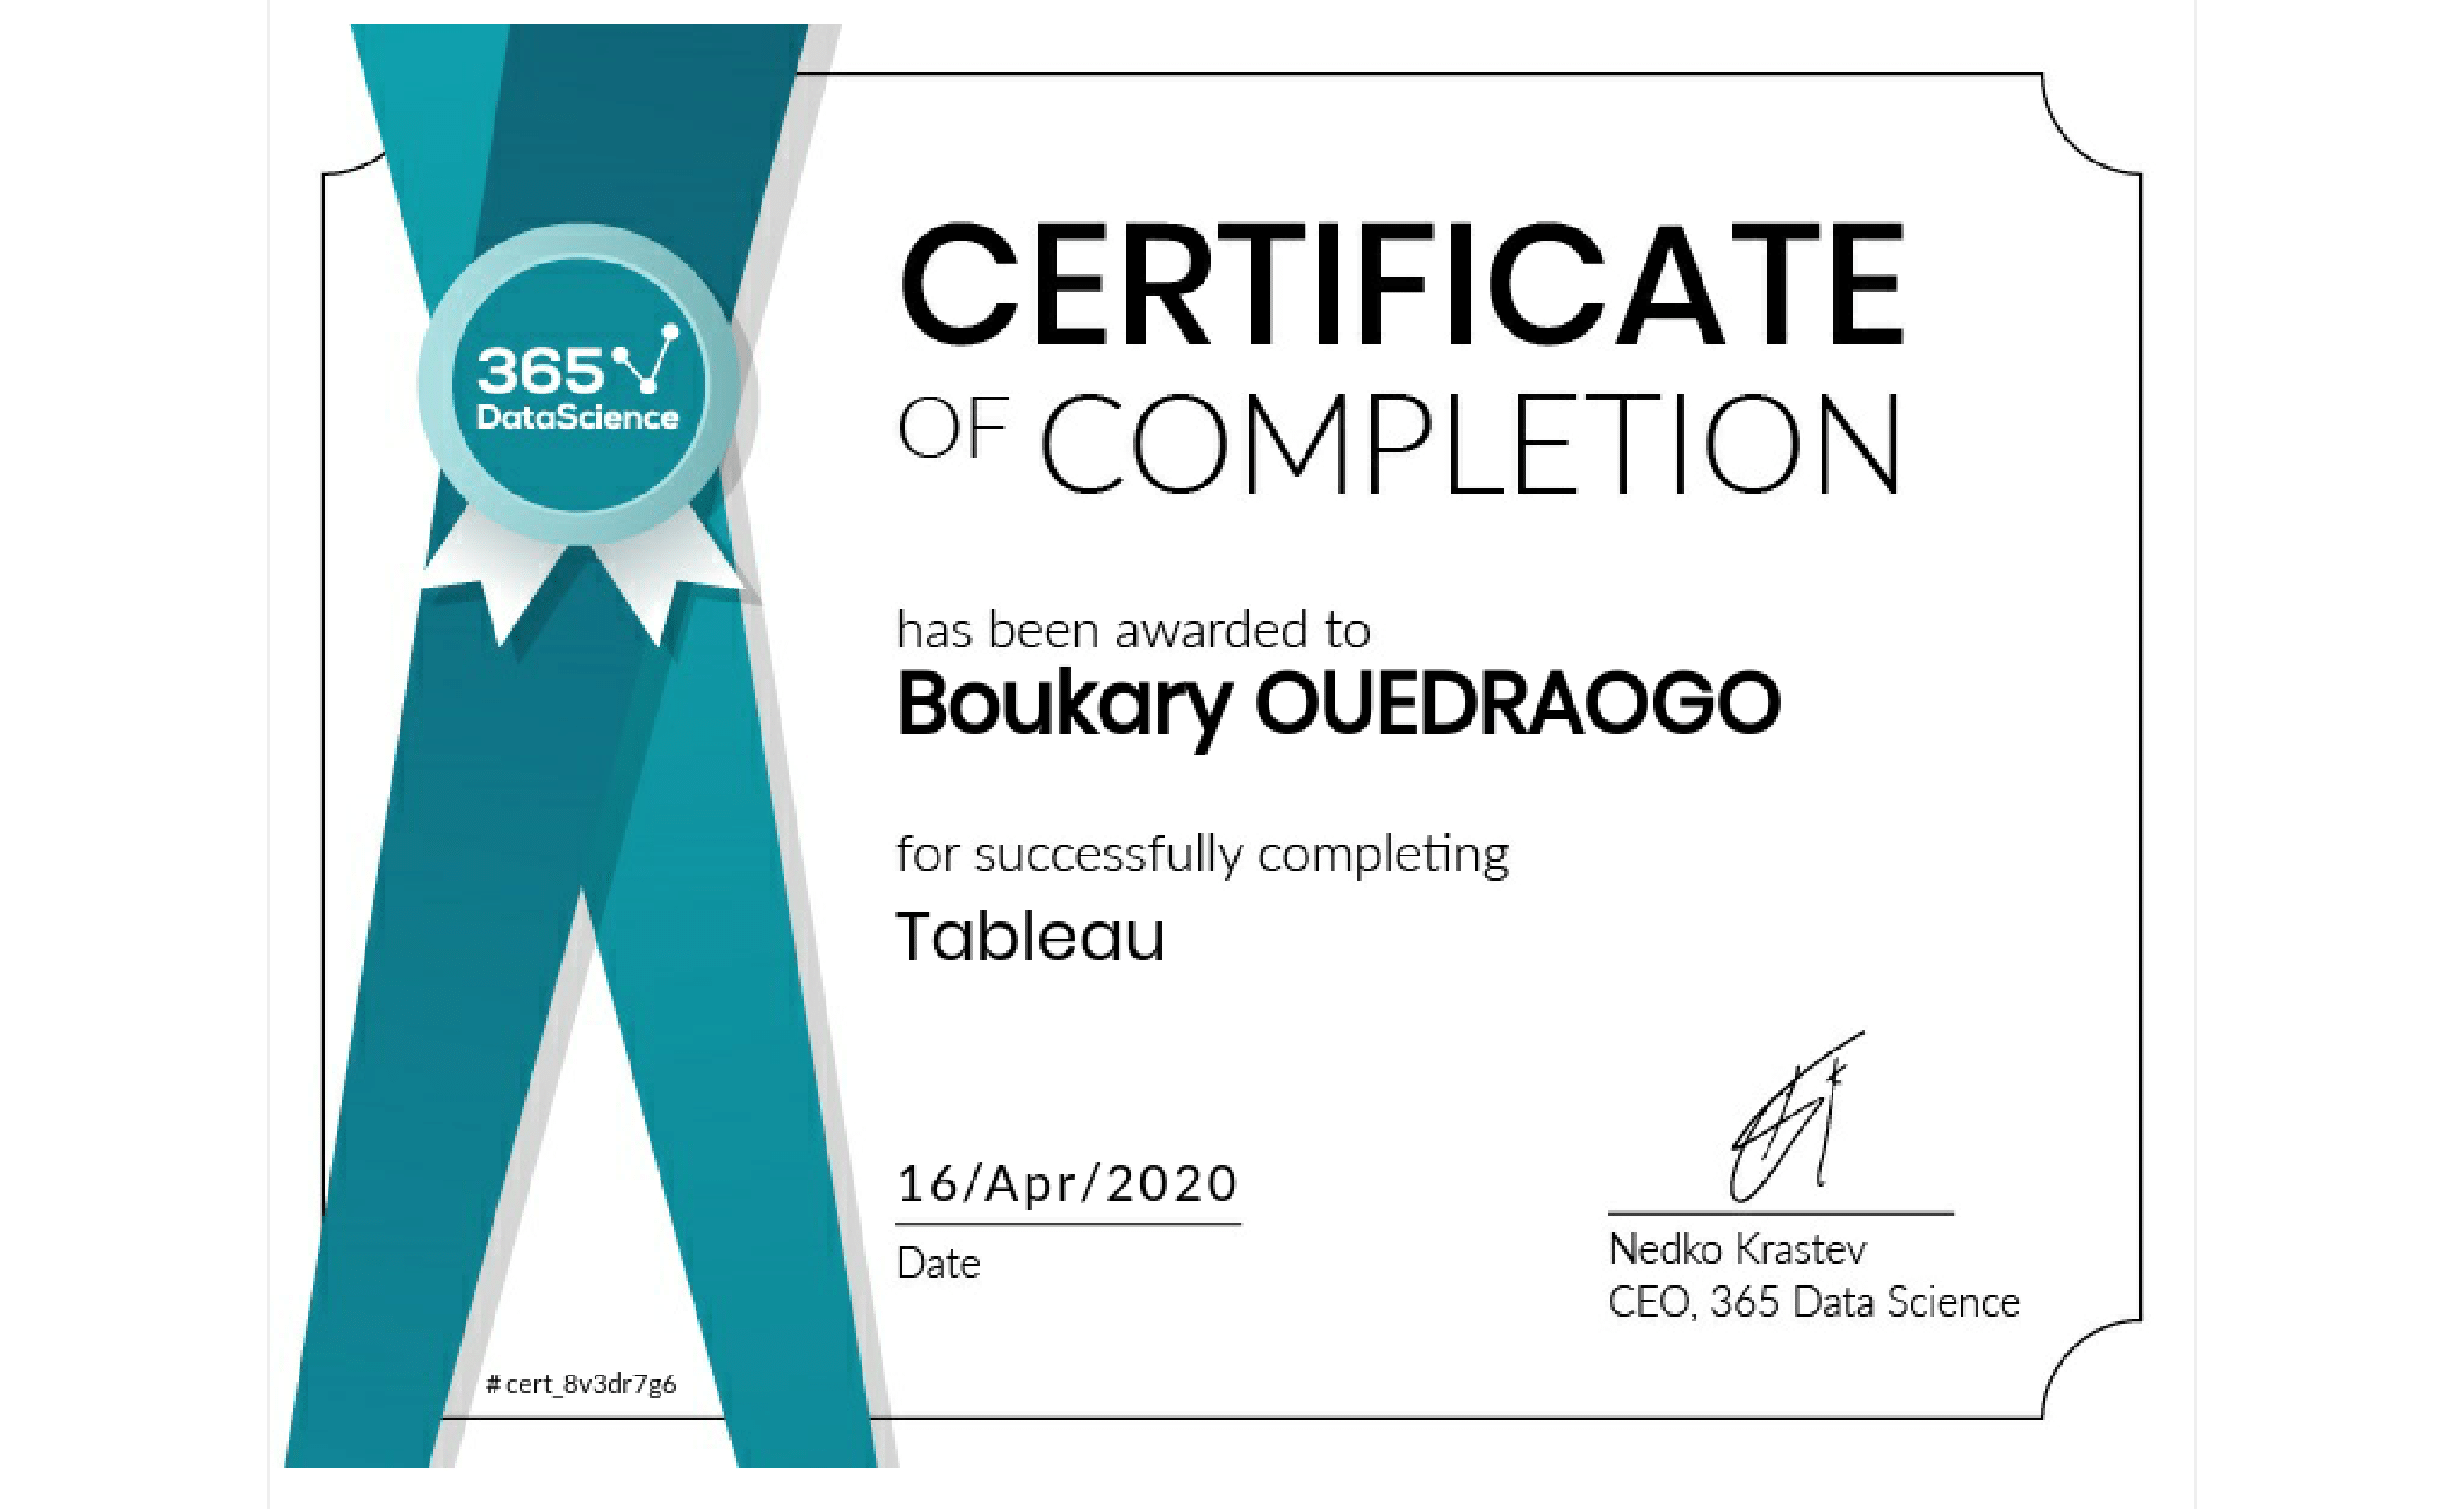 365
DataScience
CERTIFICATE
OF COMPLETION
has been awarded to
Boukary OUEDRAOGO
for successfully completing
Tableau
16/Apr/2020
Date
Nedko Krastev
CEO, 365 Data Science
# cert_8v3dr7g6